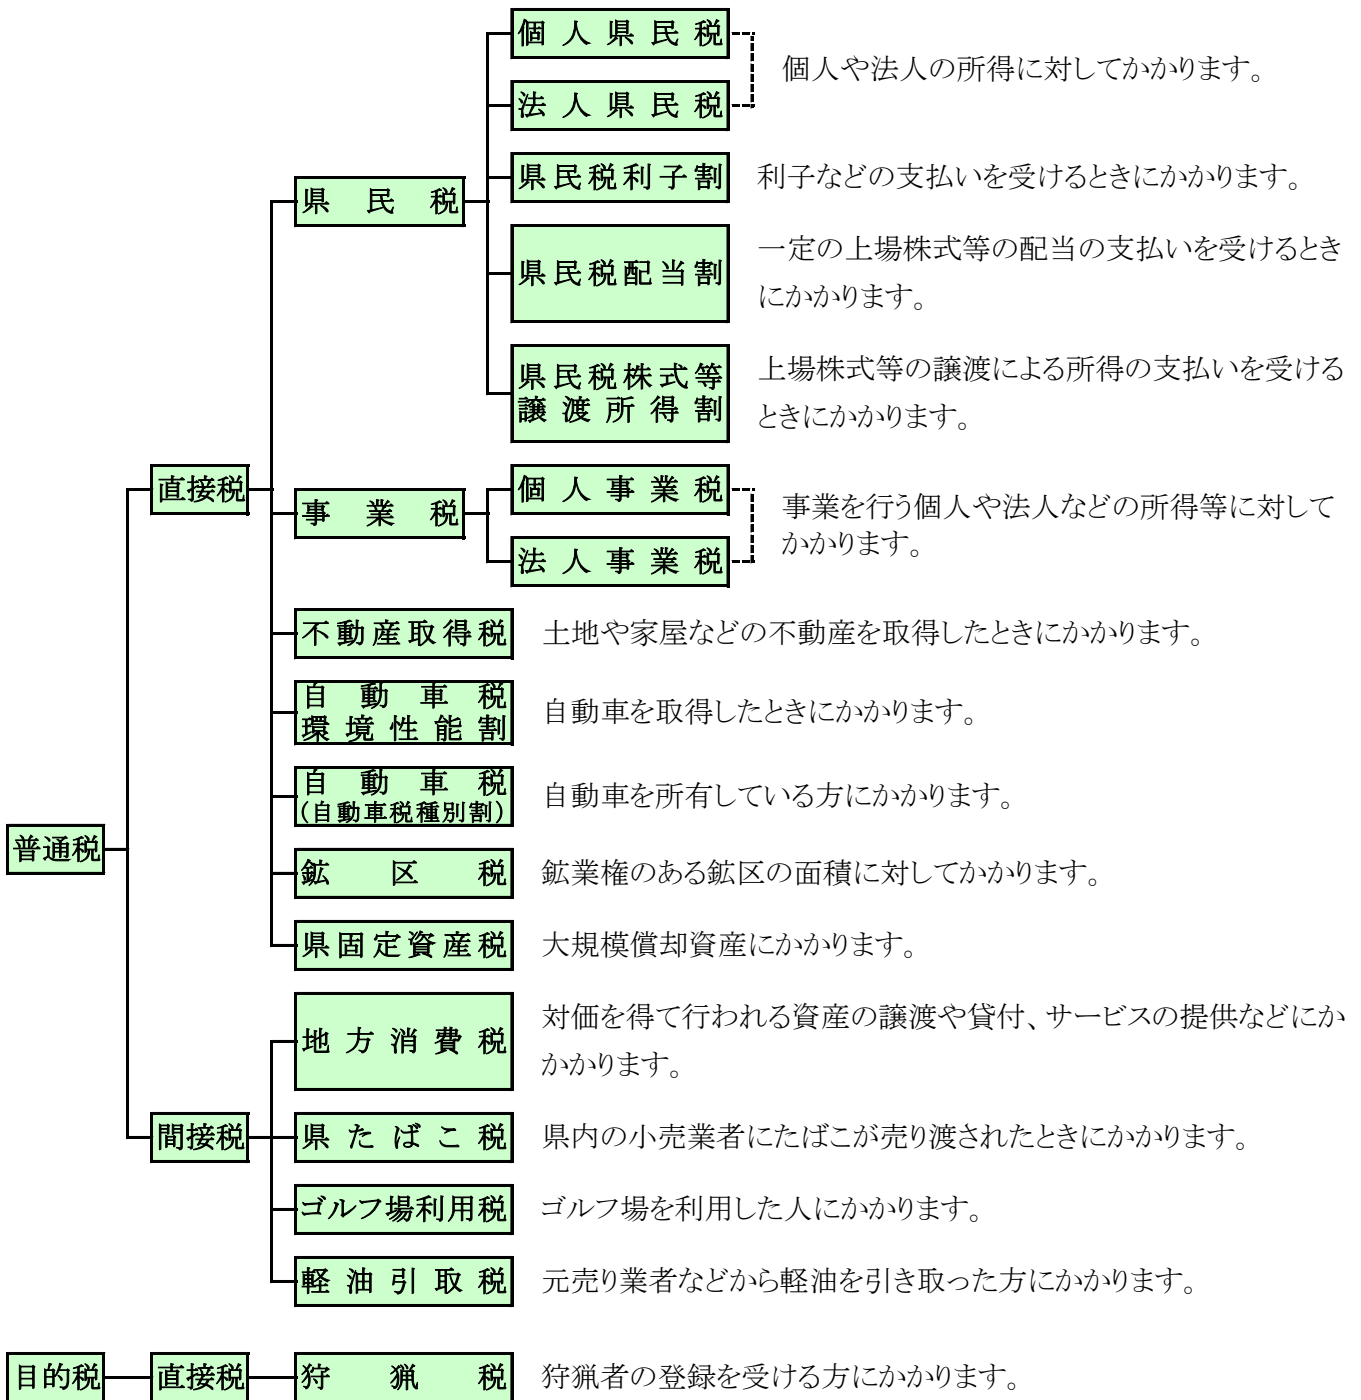 個人県民税
個人や法人の所得に対してかかります。
法人県民税
県民税利子割
利子などの支払いを受けるときにかかります。
県民税
県民税配当割
一定の上場株式等の配当の支払いを受けるとき
にかかります。
県民税株式等
譲渡所得割
上場株式等の譲渡による所得の支払いを受ける
ときにかかります。
直接税
事業税
個人事業税
事業を行う個人や法人などの所得等に対して
かかります。
法人事業税
不動産取得税
土地や家屋などの不動産を取得したときにかかります。
自動車税
環境性能割
自動車を取得したときにかかります。
自動車税
(自動車税種別割)
自動車を所有している方にかかります。
普通税
鉱区税
鉱業権のある鉱区の面積に対してかかります。
県固定資産税
大規模償却資産にかかります。
地方消費税
対価を得て行われる資産の譲渡や貸付、サービスの提供などにか
かかります。
間接税
県たばこ税
県内の小売業者にたばこが売り渡されたときにかかります。
ゴルフ場利用税
ゴルフ場を利用した人にかかります。
軽油引取税
元売り業者などから軽油を引き取った方にかかります。
目的税
直接税
狩猟税
狩猟者の登録を受ける方にかかります。